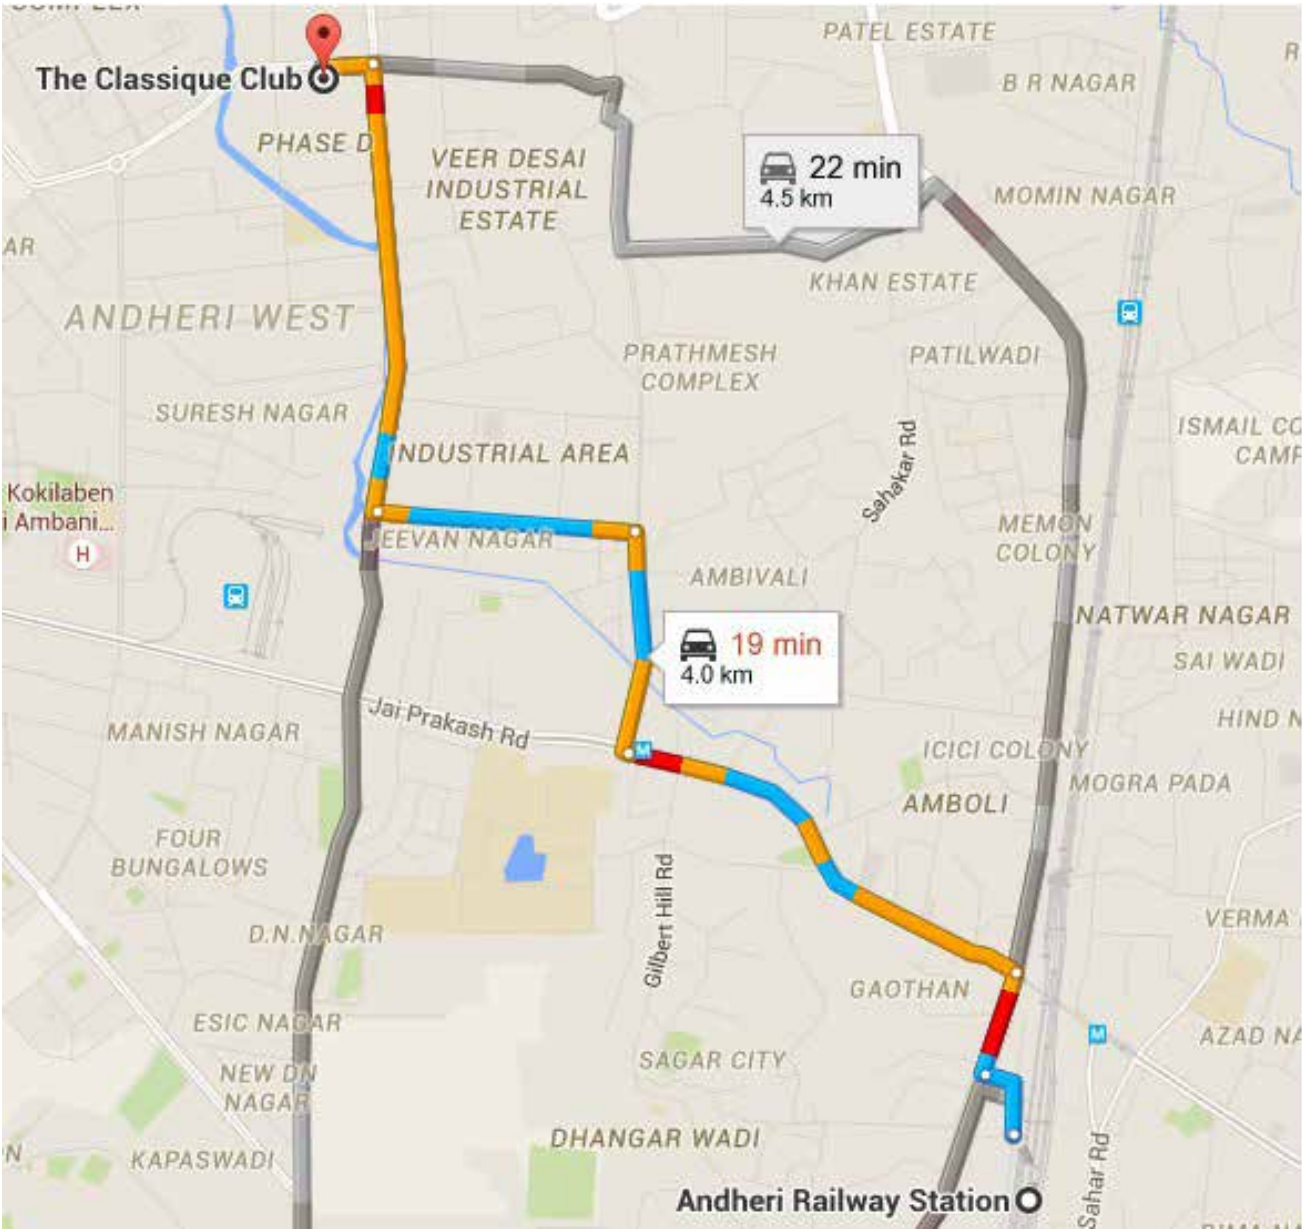 COMPLEX
PATEL ESTATE
The Classique Club
B R NAGAR
PHASE D
VEER DESAI
INDUSTRIAL
ESTATE
22 min
4.5 km
MOMIN NAGAR
AR
KHAN ESTATE
ANDHERI WEST
PRATHMESH
COMPLEX
PATILWADI
SURESH NAGAR
ISMAIL CO
CAMP
INDUSTRIAL AREA
Sahakar Rd
Kokilaben
i Ambani...
H
JEEVAN NAGAR
MEMON
COLONY
AMBIVALI
NATWAR NAGAR
19 min
4.0 km
SAI WADI
Jai Prakash Rd
HIND N
MANISH NAGAR
M
ICICI COLONY
MOGRA PADA
AMBOLI
FOUR
BUNGALOWS
Gilbert Hill Rd
VERMA
D.N.NAGAR
GAOTHAN
ESIC NAGAR
M
AZAD NA
SAGAR CITY
NEW DN
NAGAR
DHANGAR WADI
KAPASWADI
N
Sahar Rd
Andheri Railway Station